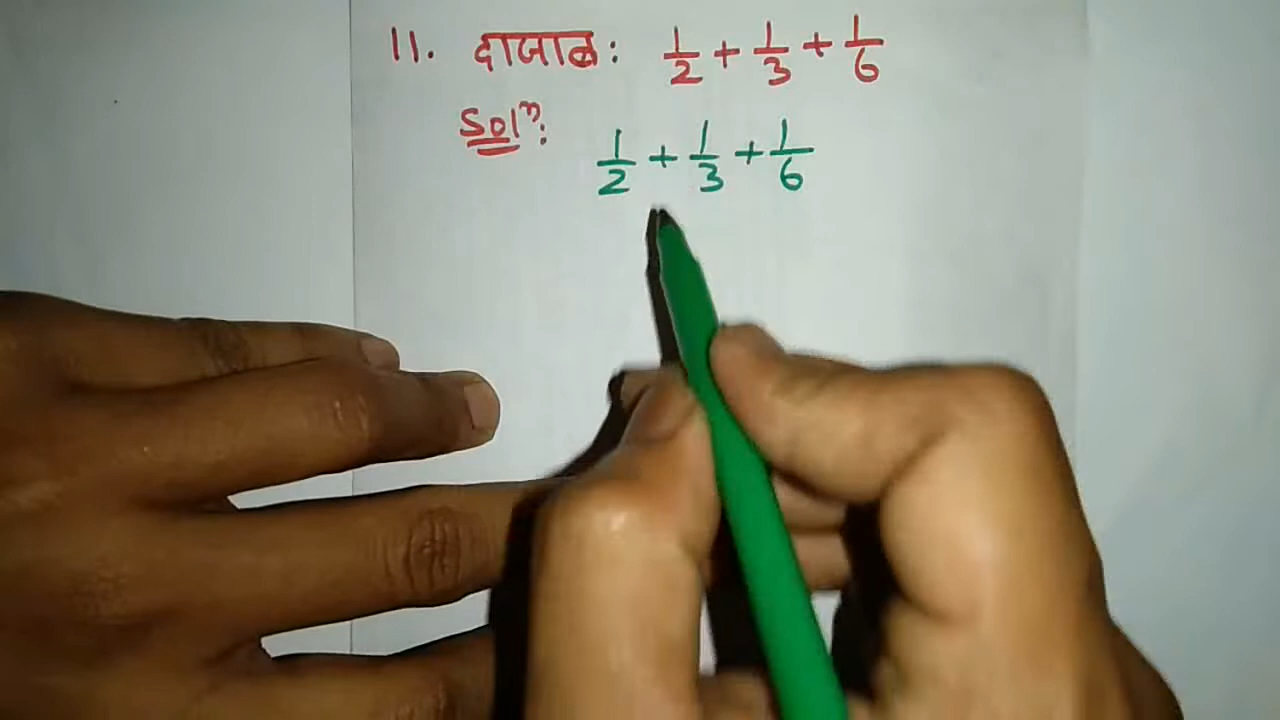 11. दाजाब: 1/2 + 1/3 + 1/6
Solⁿ:
1/2 + 1/3 + 1/6